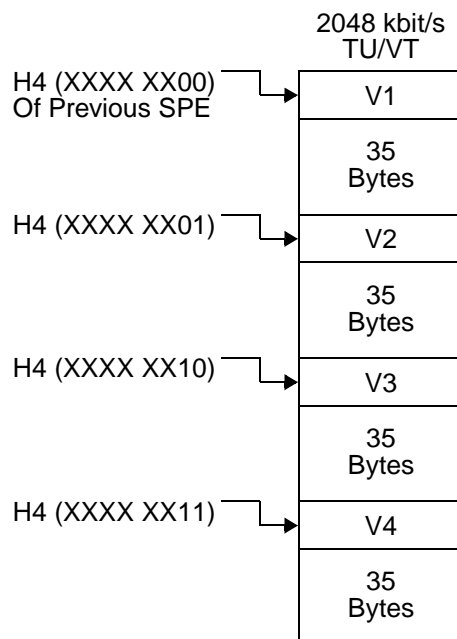 2048 kbit/s
TU/VT
H4 (XXXX XX00)
Of Previous SPE
V1
35
Bytes
H4 (XXXX XX01)
V2
35
Bytes
H4 (XXXX XX10)
V3
35
Bytes
H4 (XXXX XX11)
V4
35
Bytes